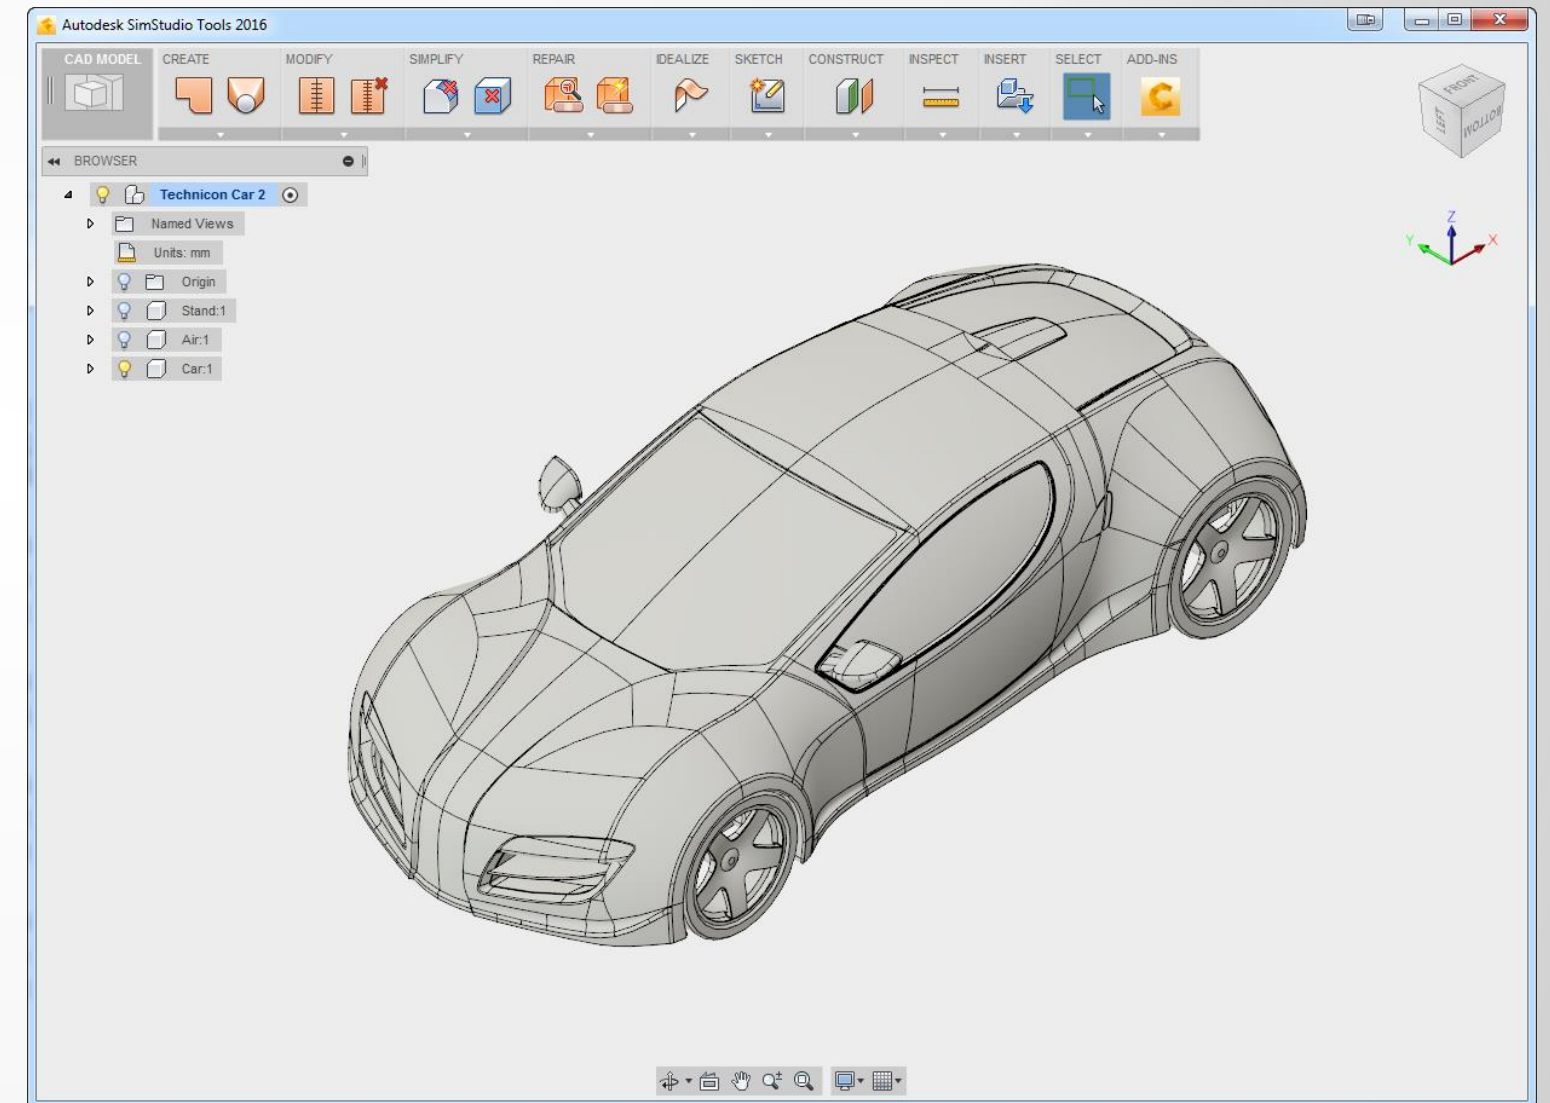 Autodesk SimStudio Tools 2016
CAD MODEL CREATE MODIFY SIMPLIFY REPAIR IDEALIZE SKETCH CONSTRUCT INSPECT INSERT SELECT ADD-INS
FRONT
LEFT
BOTTOM
BROWSER
Technicon Car 2
Named Views
Units: mm
Origin
Stand:1
Air:1
Car:1
Z
Y
X